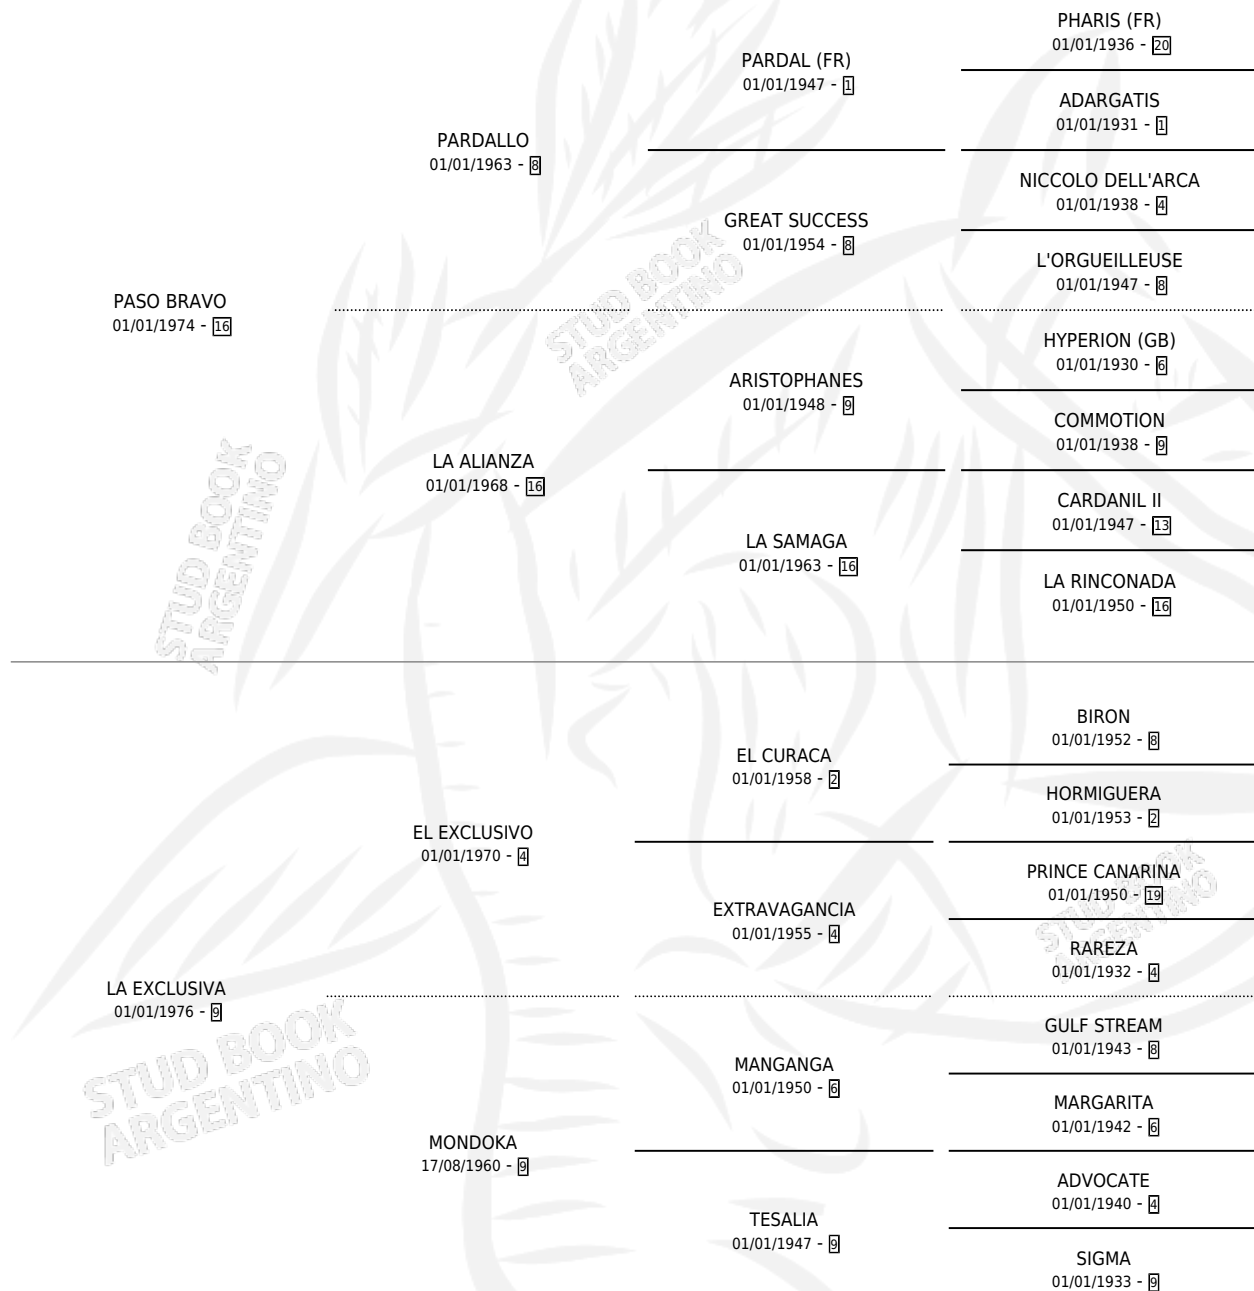 PHARIS (FR)
01/01/1936 - 20
PARDAL (FR)
01/01/1947 - 1
ADARGATIS
01/01/1931 - 1
PARDALLO
01/01/1963 - 8
NICCOLO DELL'ARCA
01/01/1938 - 4
GREAT SUCCESS
01/01/1954 - 8
L'ORGUEILLEUSE
01/01/1947 - 8
PASO BRAVO
01/01/1974 - 16
HYPERION (GB)
01/01/1930 - 6
ARISTOPHANES
01/01/1948 - 9
COMMOTION
01/01/1938 - 9
LA ALIANZA
01/01/1968 - 16
CARDANIL II
01/01/1947 - 13
LA SAMAGA
01/01/1963 - 16
LA RINCONADA
01/01/1950 - 16
BIRON
01/01/1952 - 8
EL CURACA
01/01/1958 - 2
HORMIGUERA
01/01/1953 - 2
EL EXCLUSIVO
01/01/1970 - 4
PRINCE CANARINA
01/01/1950 - 19
EXTRAVAGANCIA
01/01/1955 - 4
RAREZA
01/01/1932 - 4
LA EXCLUSIVA
01/01/1976 - 9
GULF STREAM
01/01/1943 - 8
MANGANGA
01/01/1950 - 6
MARGARITA
01/01/1942 - 6
MONDOKA
17/08/1960 - 9
ADVOCATE
01/01/1940 - 4
TESALIA
01/01/1947 - 9
SIGMA
01/01/1933 - 9
STUD BOOK
ARGENTINO
STUD BOOK
ARGENTINO
STUD BOOK
ARGENTINO
STUD BOOK
ARGENTINO